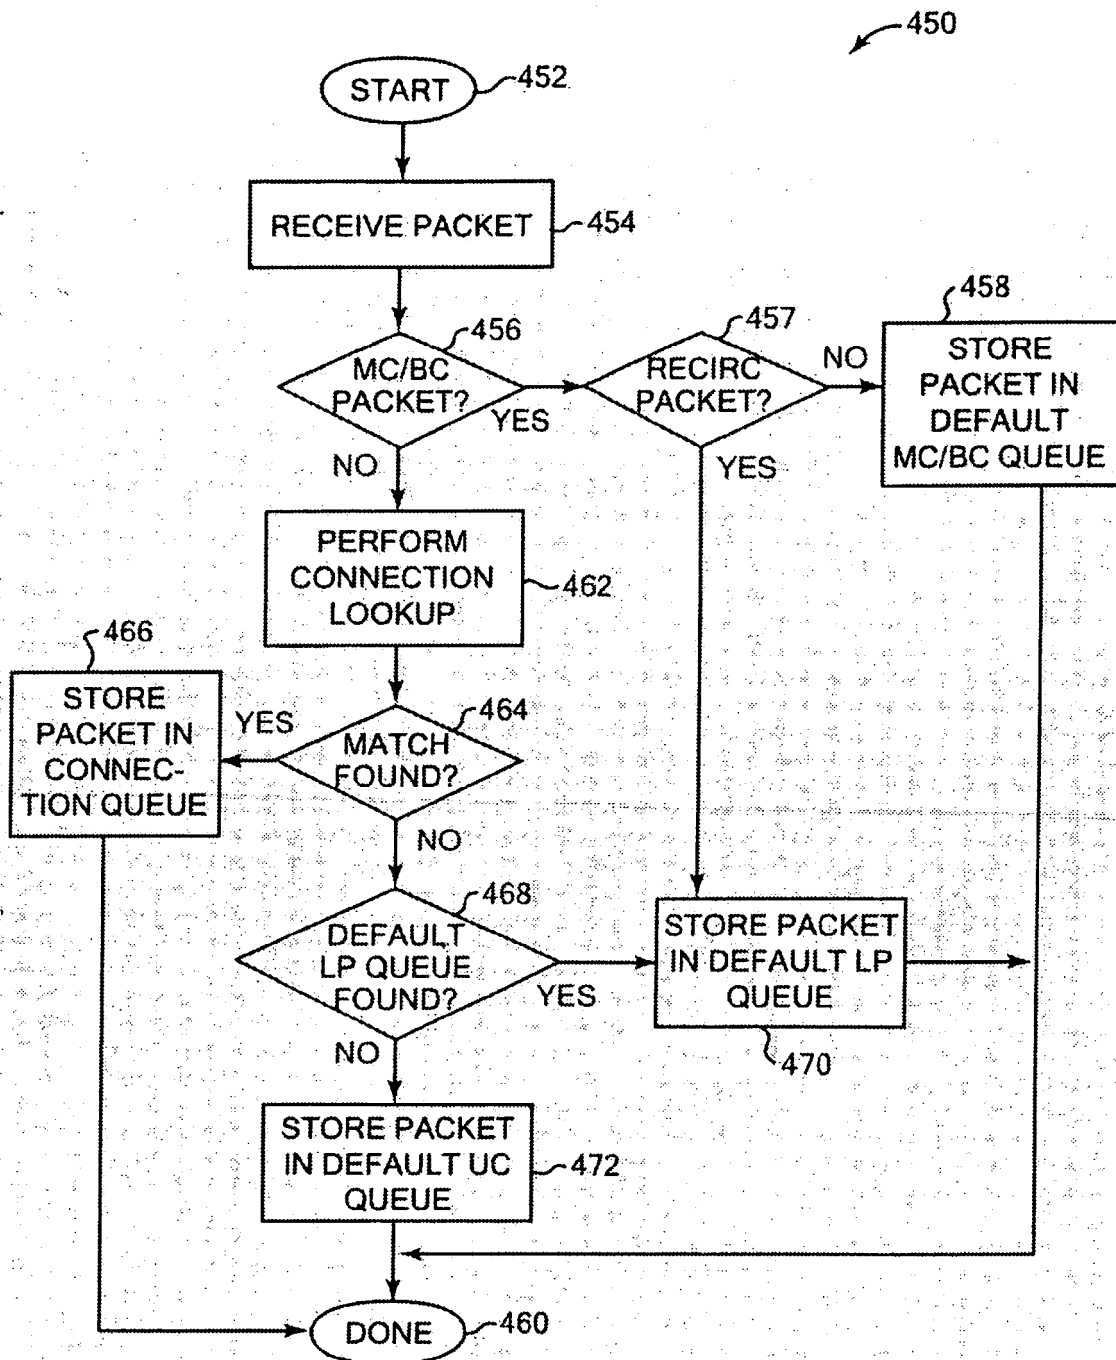 450
START
452
RECEIVE PACKET
454
456
MC/BC
PACKET?
YES
NO
457
RECIRC
PACKET?
NO
YES
458
STORE
PACKET IN
DEFAULT
MC/BC QUEUE
PERFORM
CONNECTION
LOOKUP
462
466
STORE
PACKET IN
CONNEC-
TION QUEUE
YES
464
MATCH
FOUND?
NO
468
DEFAULT
LP QUEUE
FOUND?
YES
NO
STORE PACKET
IN DEFAULT LP
QUEUE
470
STORE PACKET
IN DEFAULT UC
QUEUE
472
DONE
460